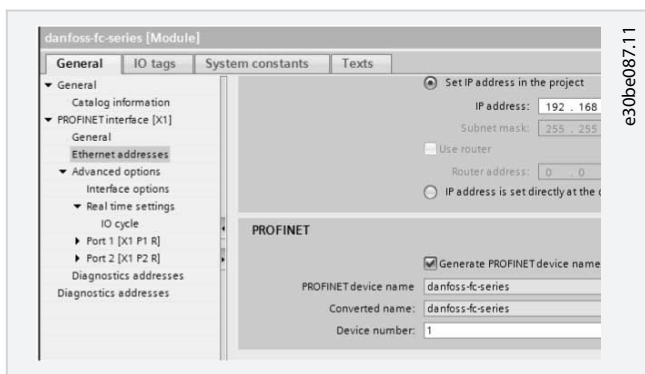 danfoss-fc-series [Module]
General IO tags System constants Texts
General
Catalog information
PROFINET interface [X1]
General
Ethernet addresses
Advanced options
Interface options
Real time settings
IO cycle
Port 1 [X1 P1 R]
Port 2 [X1 P2 R]
Diagnostics addresses
Diagnostics addresses
Set IP address in the project
IP address: 192 . 168
Subnet mask: 255 . 255
Use router
Router address: 0 . 0
IP address is set directly at the
PROFINET
Generate PROFINET device name
PROFINET device name danfoss-fc-series
Converted name: danfoss-fc-series
Device number: 1
e30be087.11